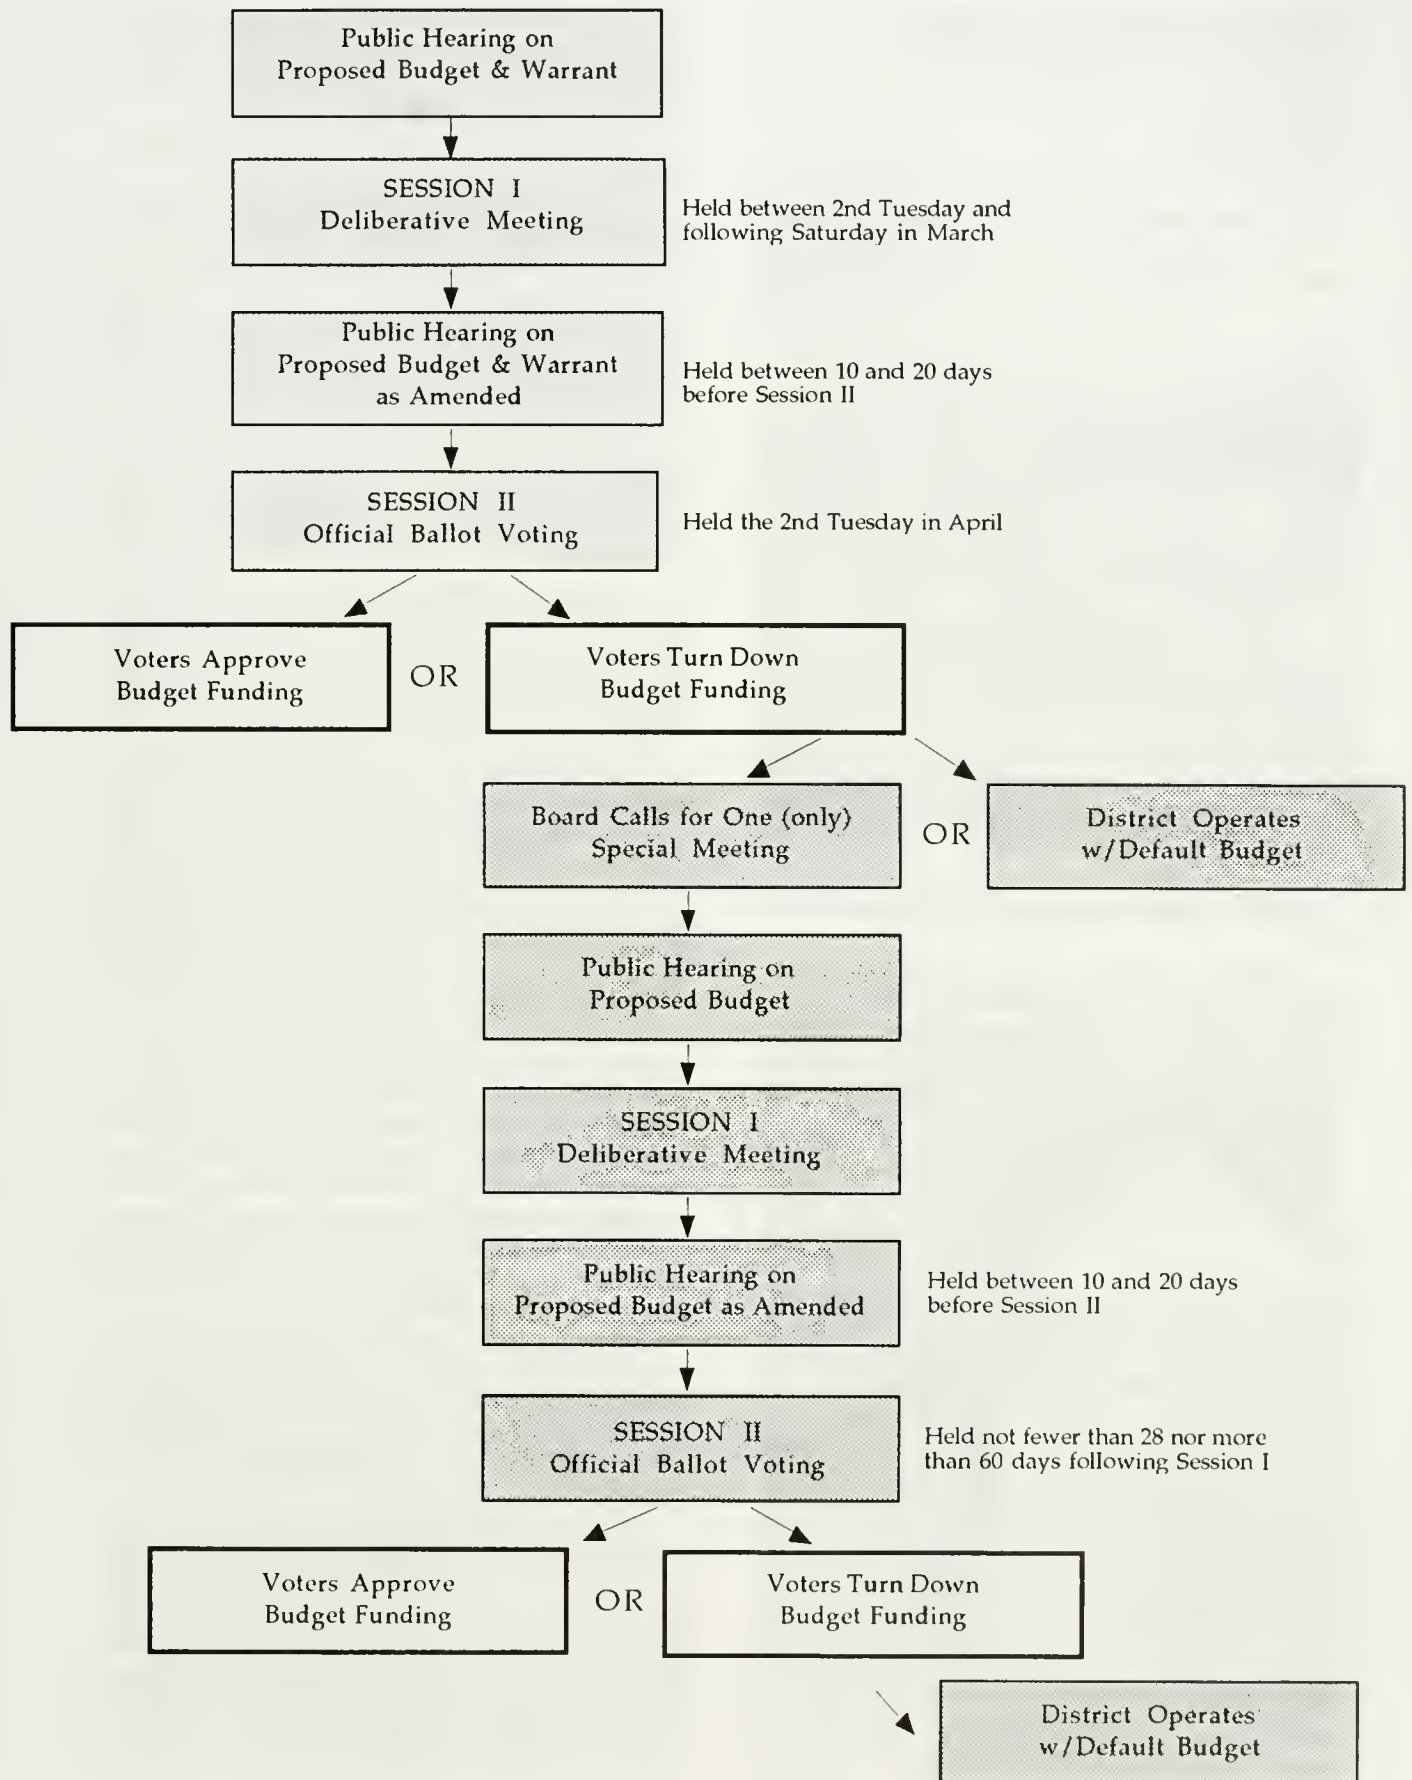 Public Hearing on
Proposed Budget & Warrant
SESSION I
Deliberative Meeting
Held between 2nd Tuesday and
following Saturday in March
Public Hearing on
Proposed Budget & Warrant
as Amended
Held between 10 and 20 days
before Session II
SESSION II
Official Ballot Voting
Held the 2nd Tuesday in April
Voters Approve
Budget Funding
OR
Voters Turn Down
Budget Funding
Board Calls for One (only)
Special Meeting
OR
District Operates
w/Default Budget
Public Hearing on
Proposed Budget
SESSION I
Deliberative Meeting
Public Hearing on
Proposed Budget as Amended
Held between 10 and 20 days
before Session II
SESSION II
Official Ballot Voting
Held not fewer than 28 nor more
than 60 days following Session I
Voters Approve
Budget Funding
OR
Voters Turn Down
Budget Funding
District Operates
w/Default Budget